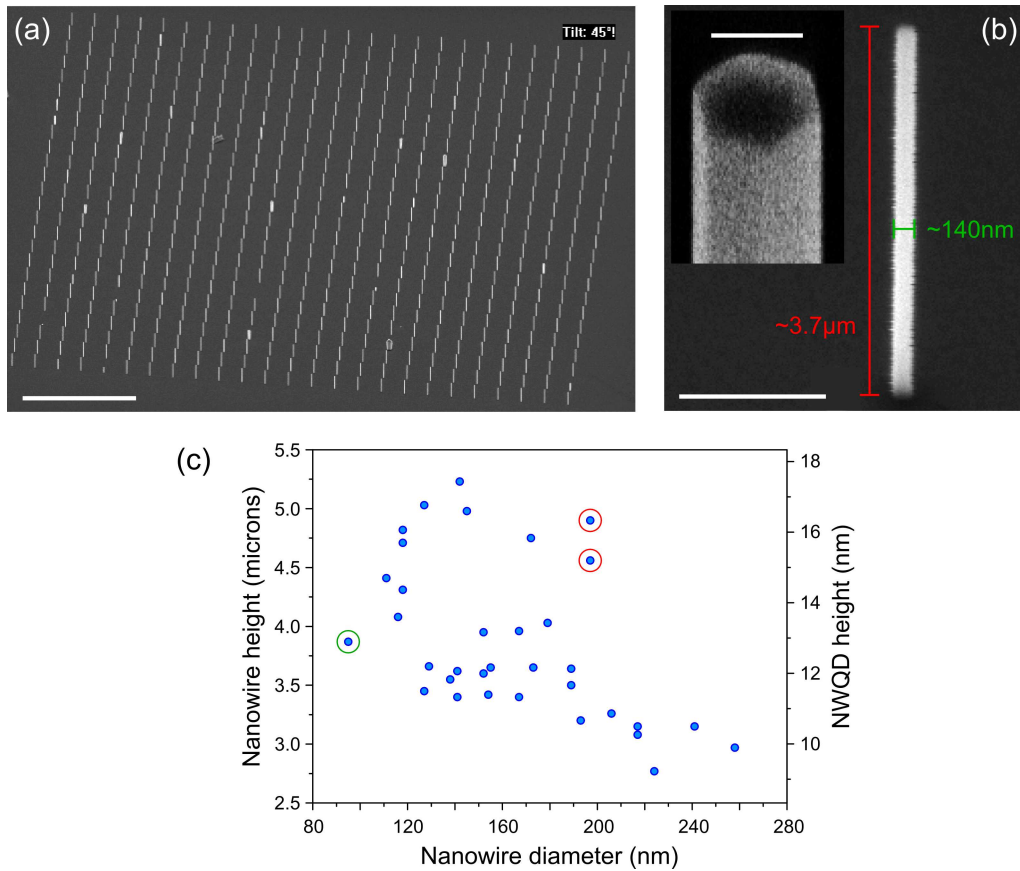 (a)
Tilt: 45°!
(b)
~140nm
~3.7µm
(c)
Nanowire height (microns)
5.5
5.0
4.5
4.0
3.5
3.0
2.5
18
16
14
12
10
NWQD height (nm)
80 120 160 200 240 280
Nanowire diameter (nm)